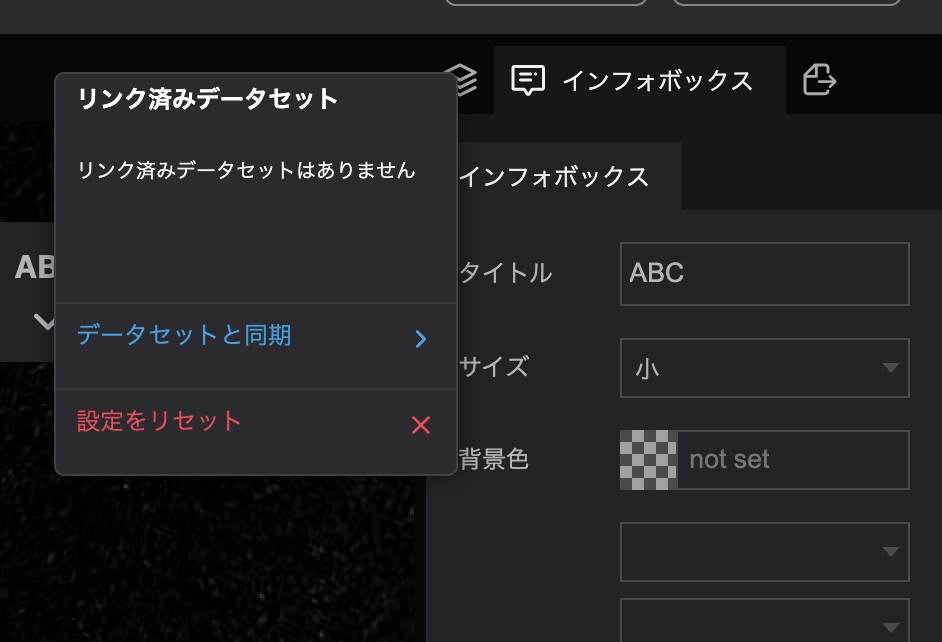 インフォボックス
リンク済みデータセット
リンク済みデータセットはありません
データセットと同期
設定をリセット
インフォボックス
タイトル
ABC
サイズ
小
背景色
not set